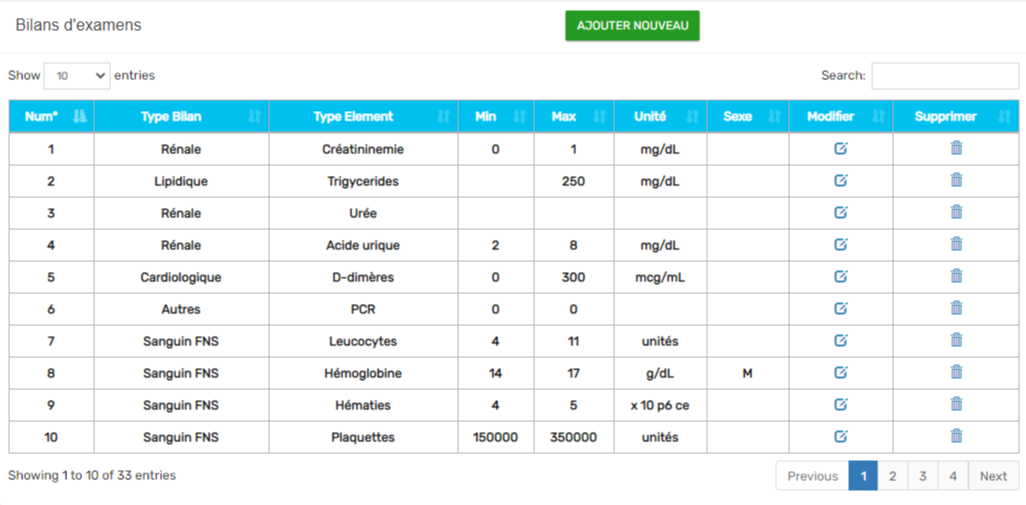 Bilans d'examens
AJOUTER NOUVEAU
Show 10 entries
Search:
Num° Type Bilan Type Element Min Max Unité Sexe Modifier Supprimer
1 Rénale Créatininemie 0 1 mg/dL
2 Lipidique Trigycerides 250 mg/dL
3 Rénale Urée
4 Rénale Acide urique 2 8 mg/dL
5 Cardiologique D-dimères 0 300 mcg/mL
6 Autres PCR 0 0
7 Sanguin FNS Leucocytes 4 11 unités
8 Sanguin FNS Hémoglobine 14 17 g/dL M
9 Sanguin FNS Hématies 4 5 x 10 p6 ce
10 Sanguin FNS Plaquettes 150000 350000 unités
Showing 1 to 10 of 33 entries
Previous 1 2 3 4 Next